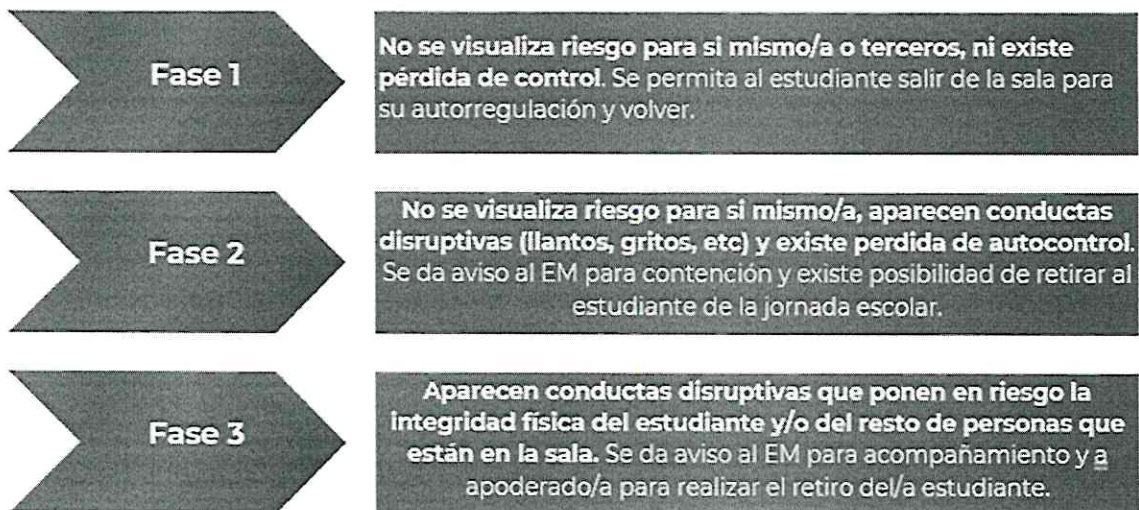 Fase 1
No se visualiza riesgo para si mismo/a o terceros, ni existe
pérdida de control. Se permita al estudiante salir de la sala para
su autorregulación y volver.
Fase 2
No se visualiza riesgo para si mismo/a, aparecen conductas
disruptivas (llantos, gritos, etc) y existe perdida de autocontrol.
Se da aviso al EM para contención y existe posibilidad de retirar al
estudiante de la jornada escolar.
Fase 3
Aparecen conductas disruptivas que ponen en riesgo la
integridad física del estudiante y/o del resto de personas que
están en la sala. Se da aviso al EM para acompañamiento y a
apoderado/a para realizar el retiro del/a estudiante.